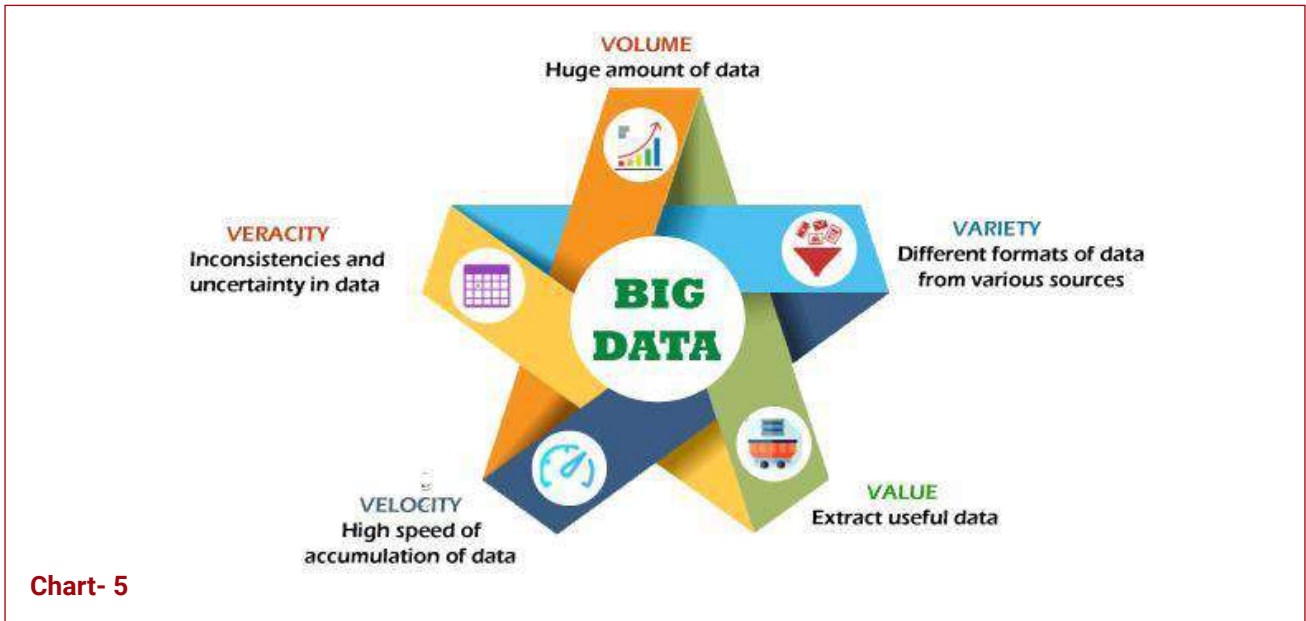 VOLUME
Huge amount of data
VERACITY
Inconsistencies and
uncertainty in data
VARIETY
Different formats of data
from various sources
BIG
DATA
VELOCITY
High speed of
accumulation of data
VALUE
Extract useful data
Chart- 5